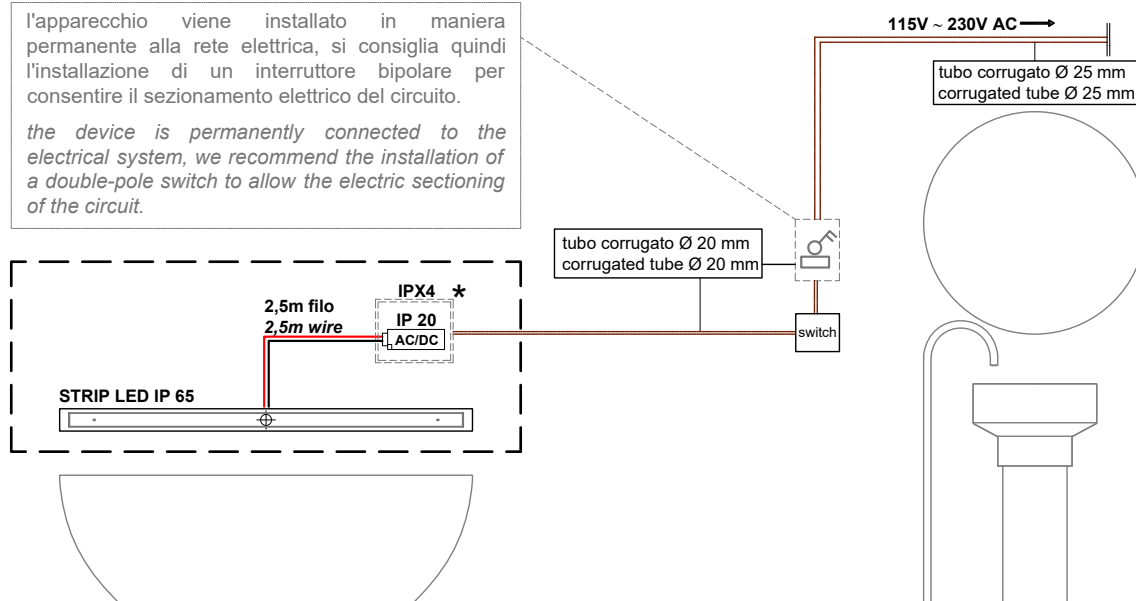 l'apparecchio viene installato in maniera
permanente alla rete elettrica, si consiglia quindi
l'installazione di un interruttore bipolare per
consentire il sezionamento elettrico del circuito.
the device is permanently connected to the
electrical system, we recommend the installation of
a double-pole switch to allow the electric sectioning
of the circuit.
115V ~ 230V AC
tubo corrugato Ø 25 mm
corrugated tube Ø 25 mm
tubo corrugato Ø 20 mm
corrugated tube Ø 20 mm
switch
IPX4 *
IP 20
AC/DC
2,5m filo
2,5m wire
STRIP LED IP 65